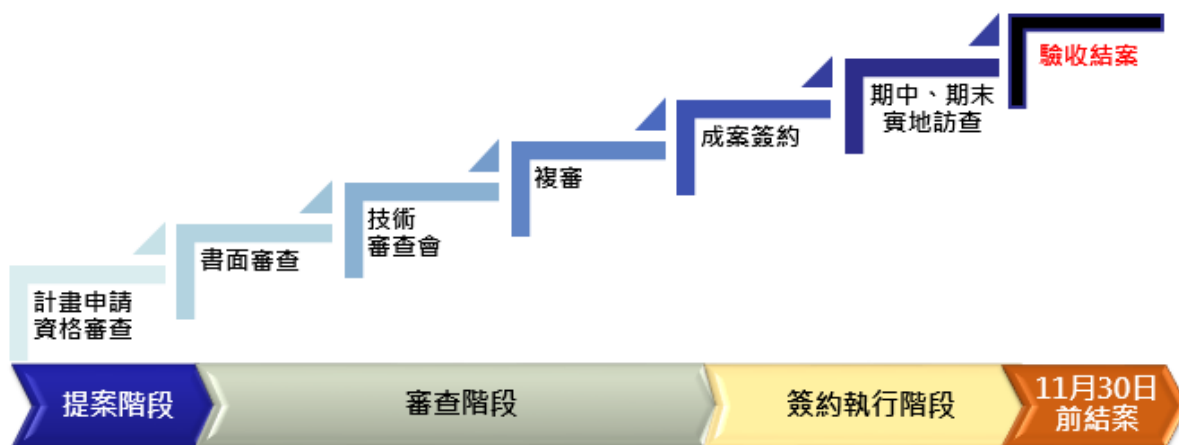 計畫申請
資格審查
書面審查
技術
審查會
複審
成案簽約
期中、期末
實地訪查
驗收結案
提案階段
審查階段
簽約執行階段
11月30日
前結案